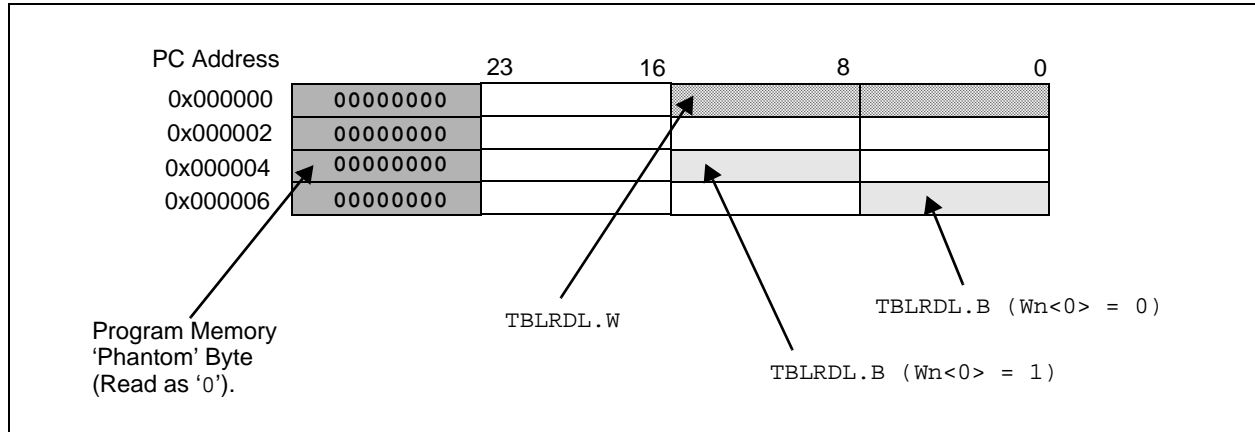 PC Address
23 16 8 0
0x000000 00000000
0x000002 00000000
0x000004 00000000
0x000006 00000000
TBLRDL.B (Wn<0> = 0)
TBLRDL.W
Program Memory
‘Phantom’ Byte
(Read as ‘0’).
TBLRDL.B (Wn<0> = 1)